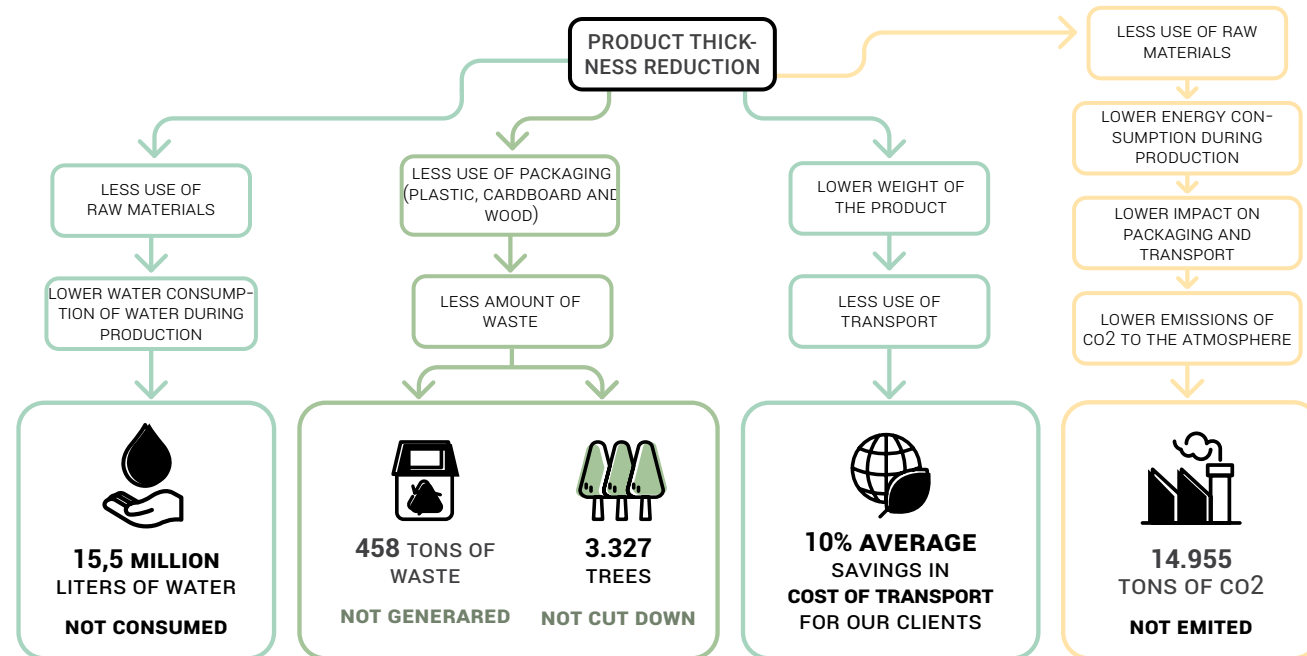 PRODUCT THICK-
NESS REDUCTION
LESS USE OF
RAW MATERIALS
LOWER WATER CONSUMP-
TION OF WATER DURING
PRODUCTION
15,5 MILLION
LITERS OF WATER
NOT CONSUMED
LESS USE OF PACKAGING
(PLASTIC, CARDBOARD AND
WOOD)
LESS AMOUNT OF
WASTE
458 TONS OF
WASTE
NOT GENERARED
3.327
TREES
NOT CUT DOWN
LOWER WEIGHT OF
THE PRODUCT
LESS USE OF
TRANSPORT
10% AVERAGE
SAVINGS IN
COST OF TRANSPORT
FOR OUR CLIENTS
LESS USE OF RAW
MATERIALS
LOWER ENERGY CON-
SUMPTION DURING
PRODUCTION
LOWER IMPACT ON
PACKAGING AND
TRANSPORT
LOWER EMISSIONS OF
CO2 TO THE ATMOSPHERE
14.955
TONS OF CO2
NOT EMITED